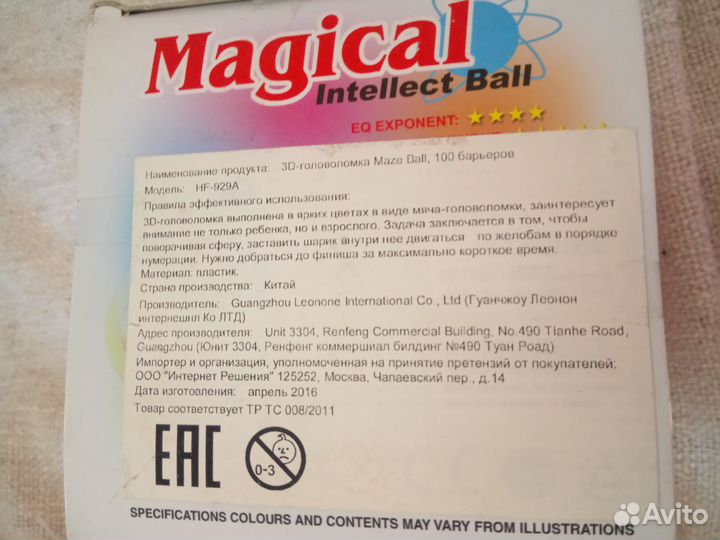 Magical
Intellect Ball
EQ EXPONENT: ★★★★
Наименование продукта: 3D-головоломка Maze Ball, 100 барьеров
Модель: HF-929A
Правила эффективного использования:
3D-головоломка выполнена в ярких цветах в виде мяча-головоломки, заинтересует
внимание не только ребенка, но и взрослого. Задача заключается в том, чтобы
поворачивая сферу, заставить шарик внутри нее двигаться по желобам в порядке
нумерации. Нужно добраться до финиша за максимально короткое время.
Материал: пластик.
Страна производства: Китай
Производитель: Guangzhou Leonone International Co., Ltd (Гуанчжоу Леонон
интернешнл Ко ЛТД)
Адрес производителя: Unit 3304, Renfeng Commercial Building, No.490 Tianhe Road,
Guangzhou (Юнит 3304, Ренфенг коммершиал билдинг №490 Туан Роад)
Импортер и организация, уполномоченная на принятие претензий от покупателей:
ООО "Интернет Решения" 125252, Москва, Чапаевский пер., д.14
Дата изготовления: апрель 2016
Товар соответствует ТР ТС 008/2011
EAC
0-3
SPECIFICATIONS COLOURS AND CONTENTS MAY VARY FROM ILLUSTRATIONS
Avito